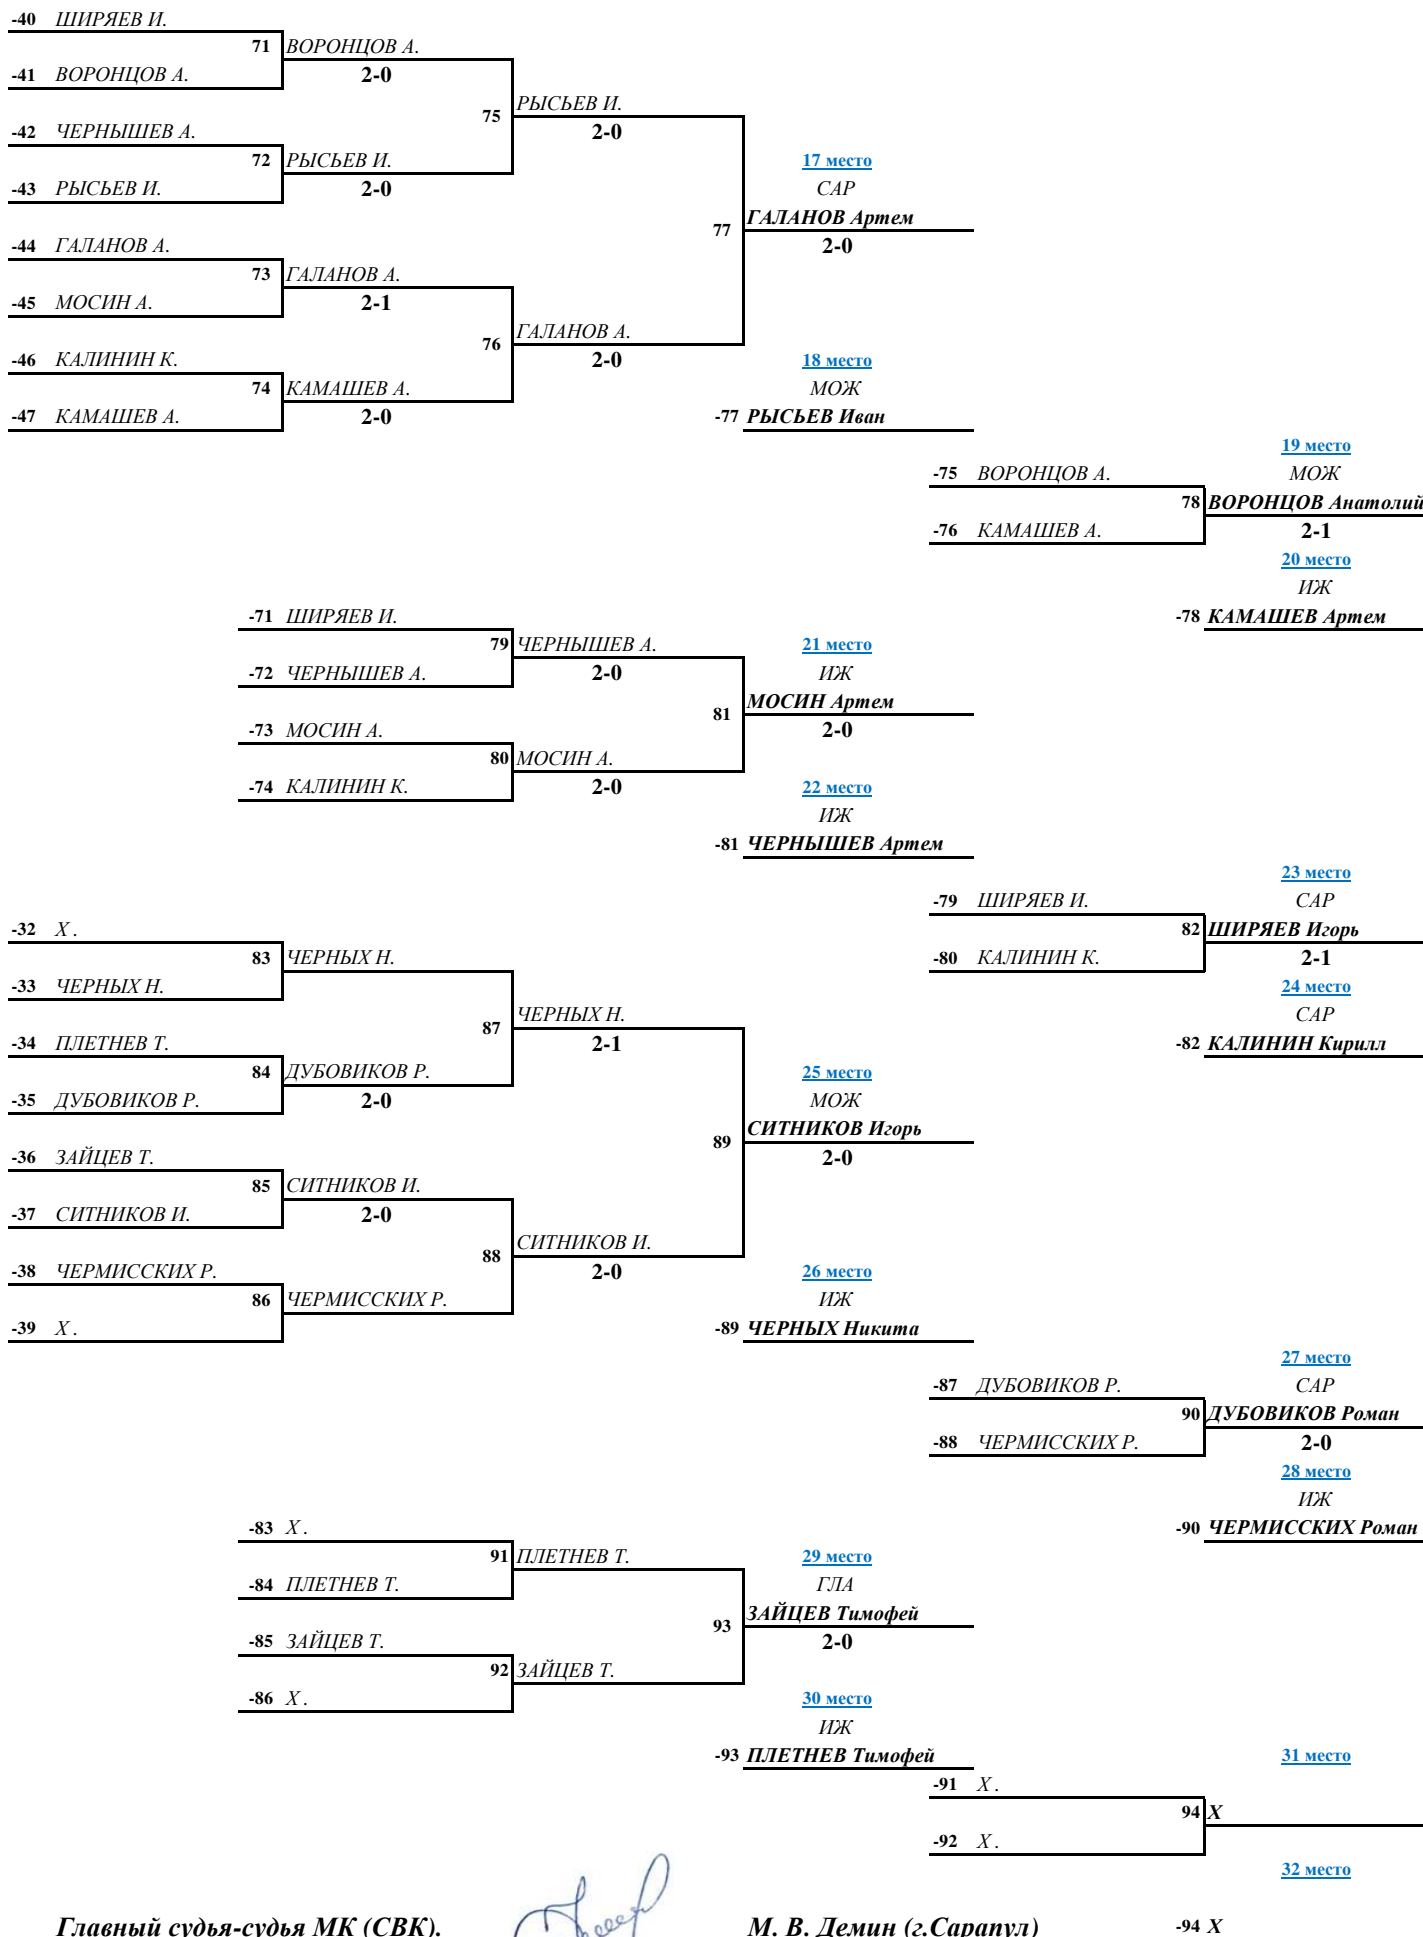 -40 ШИРЯЕВ И.
71 ВОРОНЦОВ А.
-41 ВОРОНЦОВ А. 2-0
75 РЫСЬЕВ И.
-42 ЧЕРНЫШЕВ А. 2-0
72 РЫСЬЕВ И. 17 место
-43 РЫСЬЕВ И. 2-0 САР
77 ГАЛАНОВ Артем
-44 ГАЛАНОВ А. 2-0
73 ГАЛАНОВ А.
-45 МОСИН А. 2-1
76 ГАЛАНОВ А.
-46 КАЛИНИН К. 2-0 18 место
74 КАМАШЕВ А. МОЖ
-47 КАМАШЕВ А. 2-0 -77 РЫСЬЕВ Иван
19 место
-75 ВОРОНЦОВ А. МОЖ
78 ВОРОНЦОВ Анатолий
-76 КАМАШЕВ А. 2-1
20 место
ИЖ
-71 ШИРЯЕВ И. -78 КАМАШЕВ Артем
79 ЧЕРНЫШЕВ А. 21 место
-72 ЧЕРНЫШЕВ А. 2-0 ИЖ
81 МОСИН Артем
-73 МОСИН А. 2-0
80 МОСИН А.
-74 КАЛИНИН К. 2-0 22 место
ИЖ
-81 ЧЕРНЫШЕВ Артем
23 место
-79 ШИРЯЕВ И. САР
-32 Х . 82 ШИРЯЕВ Игорь
83 ЧЕРНЫХ Н. -80 КАЛИНИН К. 2-1
-33 ЧЕРНЫХ Н. 24 место
87 ЧЕРНЫХ Н. САР
-34 ПЛЕТНЕВ Т. 2-1 -82 КАЛИНИН Кирилл
84 ДУБОВИКОВ Р. 25 место
-35 ДУБОВИКОВ Р. 2-0 МОЖ
89 СИТНИКОВ Игорь
-36 ЗАЙЦЕВ Т. 2-0
85 СИТНИКОВ И.
-37 СИТНИКОВ И. 2-0
88 СИТНИКОВ И.
-38 ЧЕРМИССКИХ Р. 2-0 26 место
86 ЧЕРМИССКИХ Р. ИЖ
-39 Х . -89 ЧЕРНЫХ Никита
27 место
-87 ДУБОВИКОВ Р. САР
90 ДУБОВИКОВ Роман
-88 ЧЕРМИССКИХ Р. 2-0
28 место
ИЖ
-83 Х . -90 ЧЕРМИССКИХ Роман
91 ПЛЕТНЕВ Т. 29 место
-84 ПЛЕТНЕВ Т. ГЛА
93 ЗАЙЦЕВ Тимофей
-85 ЗАЙЦЕВ Т. 2-0
92 ЗАЙЦЕВ Т.
-86 Х . 30 место
ИЖ
-93 ПЛЕТНЕВ Тимофей 31 место
-91 Х .
94 Х
-92 Х .
32 место
Главный судья-судья МК (СВК). М. В. Демин (г.Сарапул) -94 Х